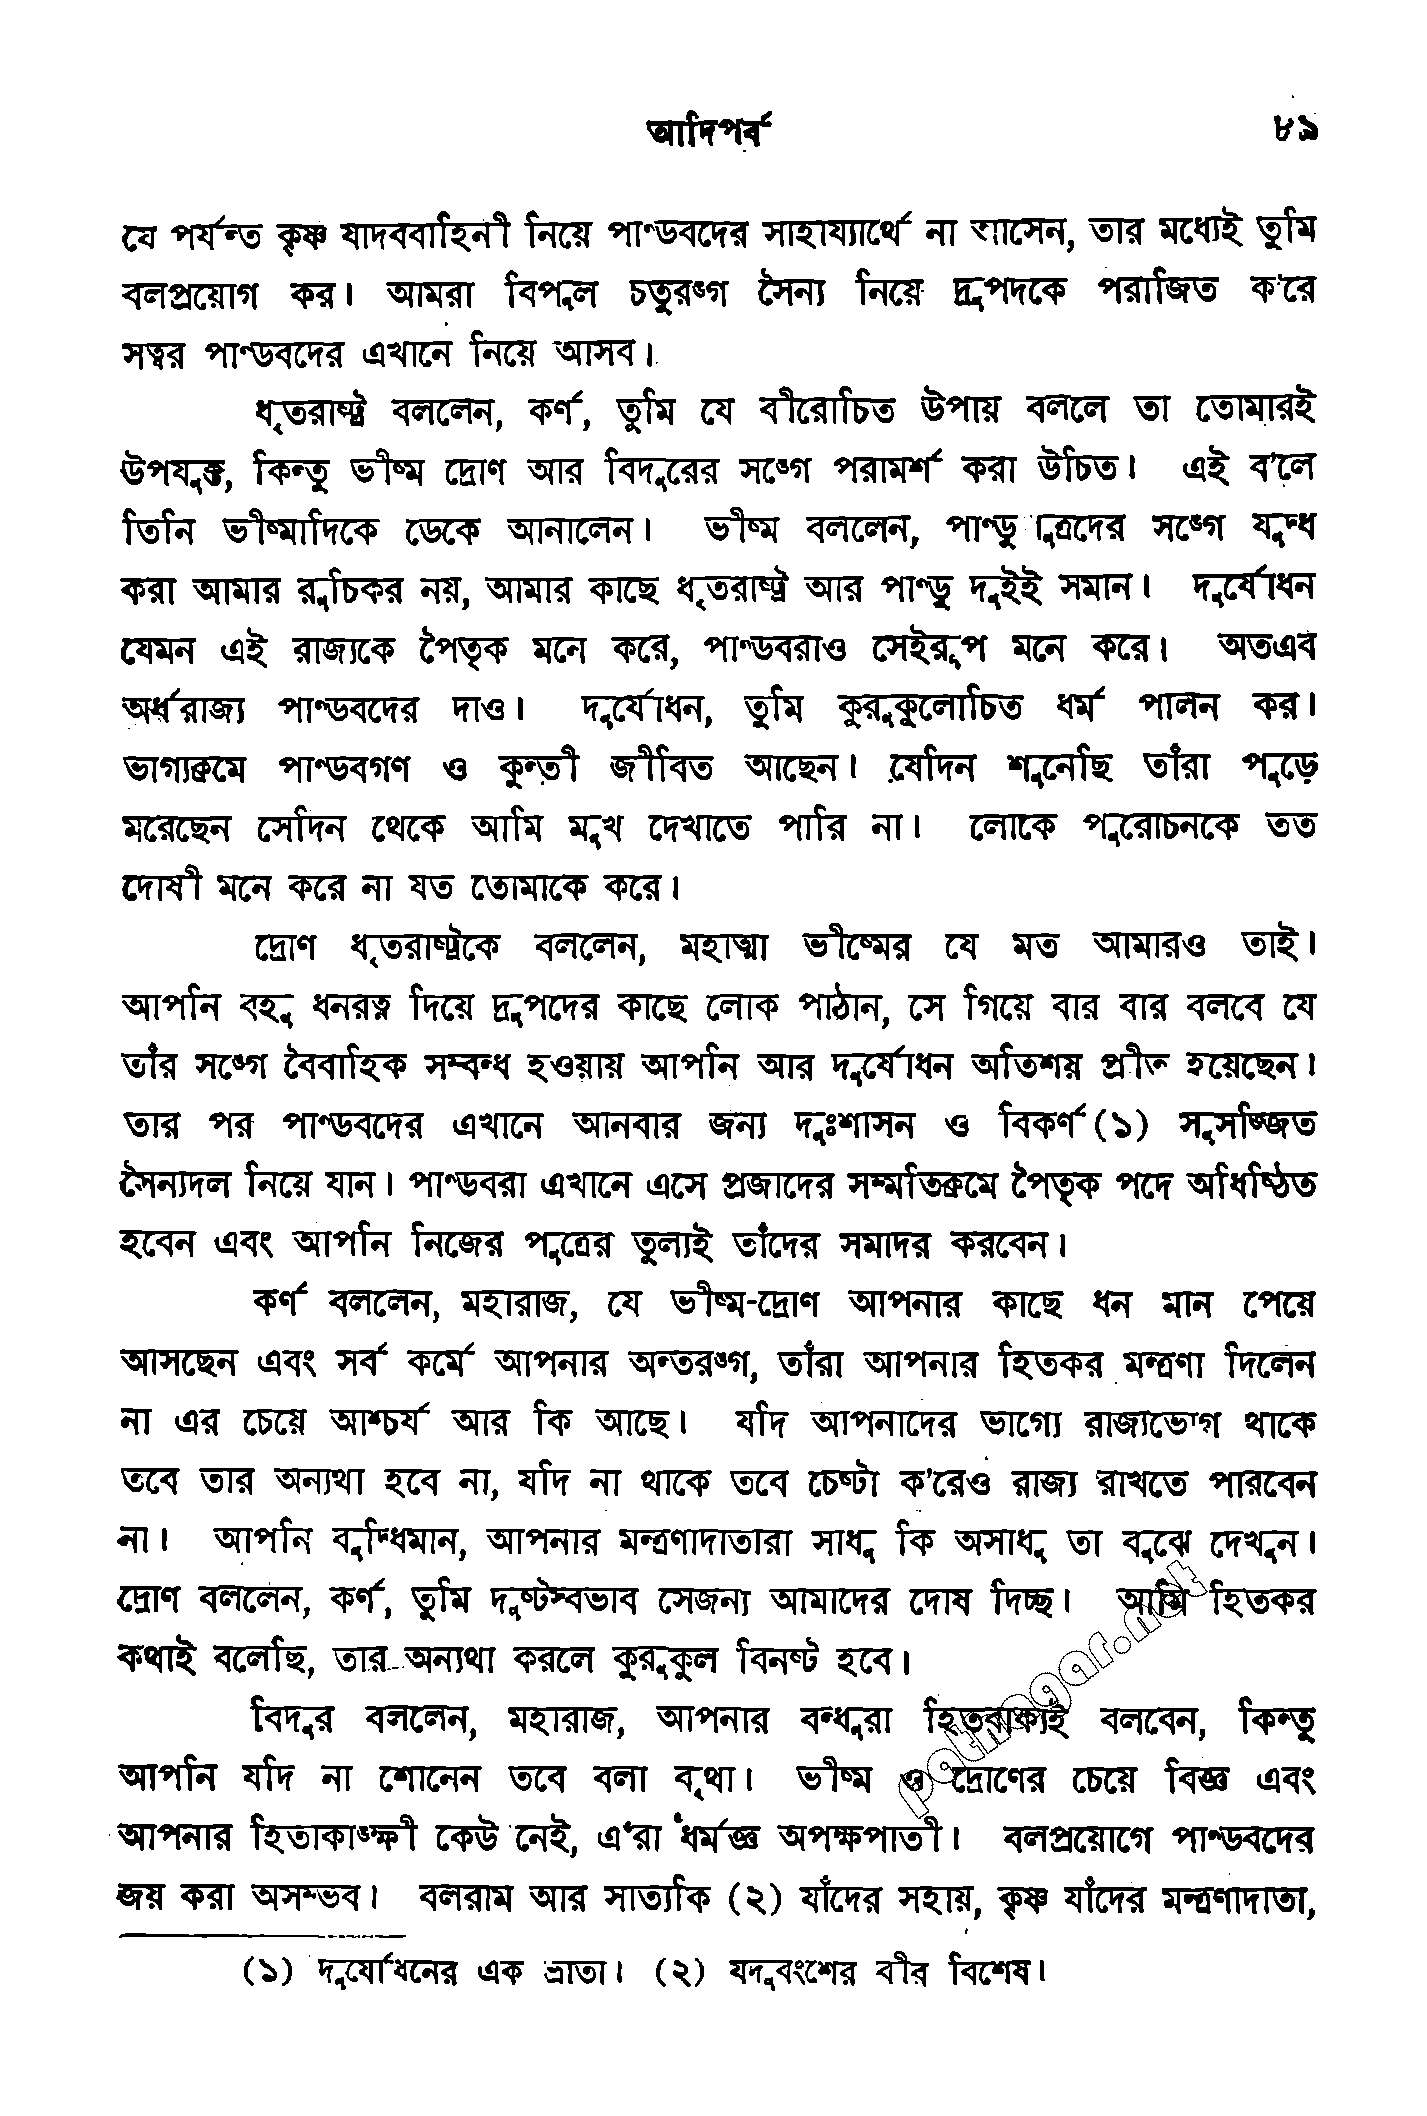 আদিপর্ব ৮৯
যে পর্যন্ত কৃষ্ণ যাদববাহিনী নিয়ে পাণ্ডবদের সাহায্যার্থে না আসেন, তার মধ্যেই তুমি
বলপ্রয়োগ কর। আমরা বিপুল চতুরঙ্গ সৈন্য নিয়ে দ্রুপদকে পরাজিত ক'রে
সত্বর পাণ্ডবদের এখানে নিয়ে আসব।
ধৃতরাষ্ট্র বললেন, কর্ণ, তুমি যে বীরোচিত উপায় বললে তা তোমারই
উপযুক্ত, কিন্তু ভীষ্ম দ্রোণ আর বিদুরের সঙ্গে পরামর্শ করা উচিত। এই ব'লে
তিনি ভীষ্মাদিকে ডেকে আনালেন। ভীষ্ম বললেন, পাণ্ডু ুত্রদের সঙ্গে যুদ্ধ
করা আমার রুচিকর নয়, আমার কাছে ধৃতরাষ্ট্র আর পাণ্ডু দুইই সমান। দুর্যোধন
যেমন এই রাজ্যকে পৈতৃক মনে করে, পাণ্ডবরাও সেইরূপ মনে করে। অতএব
অর্ধরাজ্য পাণ্ডবদের দাও। দুর্যোধন, তুমি কুরুকুলোচিত ধর্ম পালন কর।
ভাগ্যক্রমে পাণ্ডবগণ ও কুন্তী জীবিত আছেন। যেদিন শুনেছি তাঁরা পুড়ে
মরেছেন সেদিন থেকে আমি মুখ দেখাতে পারি না। লোকে পুরোচনকে তত
দোষী মনে করে না যত তোমাকে করে।
দ্রোণ ধৃতরাষ্ট্রকে বললেন, মহাত্মা ভীষ্মের যে মত আমারও তাই।
আপনি বহু ধনরত্ন দিয়ে দ্রুপদের কাছে লোক পাঠান, সে গিয়ে বার বার বলবে যে
তাঁর সঙ্গে বৈবাহিক সম্বন্ধ হওয়ায় আপনি আর দুর্যোধন অতিশয় প্রীত হয়েছেন।
তার পর পাণ্ডবদের এখানে আনবার জন্য দুঃশাসন ও বিকর্ণ (১) সুসজ্জিত
সৈন্যদল নিয়ে যান। পাণ্ডবরা এখানে এসে প্রজাদের সম্মতিক্রমে পৈতৃক পদে অধিষ্ঠিত
হবেন এবং আপনি নিজের পুত্রের তুল্যই তাঁদের সমাদর করবেন।
কর্ণ বললেন, মহারাজ, যে ভীষ্ম-দ্রোণ আপনার কাছে ধন মান পেয়ে
আসছেন এবং সর্ব কর্মে আপনার অন্তরঙ্গ, তাঁরা আপনার হিতকর মন্ত্রণা দিলেন
না এর চেয়ে আশ্চর্য আর কি আছে। যদি আপনাদের ভাগ্যে রাজ্যভোগ থাকে
তবে তার অন্যথা হবে না, যদি না থাকে তবে চেষ্টা ক'রেও রাজ্য রাখতে পারবেন
না। আপনি বুদ্ধিমান, আপনার মন্ত্রণাদাতারা সাধু কি অসাধু তা বুঝে দেখুন।
দ্রোণ বললেন, কর্ণ, তুমি দুষ্টস্বভাব সেজন্য আমাদের দোষ দিচ্ছ। আমি হিতকর
কথাই বলেছি, তার অন্যথা করলে কুরুকুল বিনষ্ট হবে।
বিদুর বললেন, মহারাজ, আপনার বন্ধুরা হিতবাক্যই বলবেন, কিন্তু
আপনি যদি না শোনেন তবে বলা বৃথা। ভীষ্ম ও দ্রোণের চেয়ে বিজ্ঞ এবং
আপনার হিতাকাঙ্ক্ষী কেউ নেই, এ'রা ধর্মজ্ঞ অপক্ষপাতী। বলপ্রয়োগে পাণ্ডবদের
জয় করা অসম্ভব। বলরাম আর সাত্যকি (২) যাঁদের সহায়, কৃষ্ণ যাঁদের মন্ত্রণাদাতা,
(১) দুর্যোধনের এক ভ্রাতা। (২) যদুবংশের বীর বিশেষ।
pathagar.net